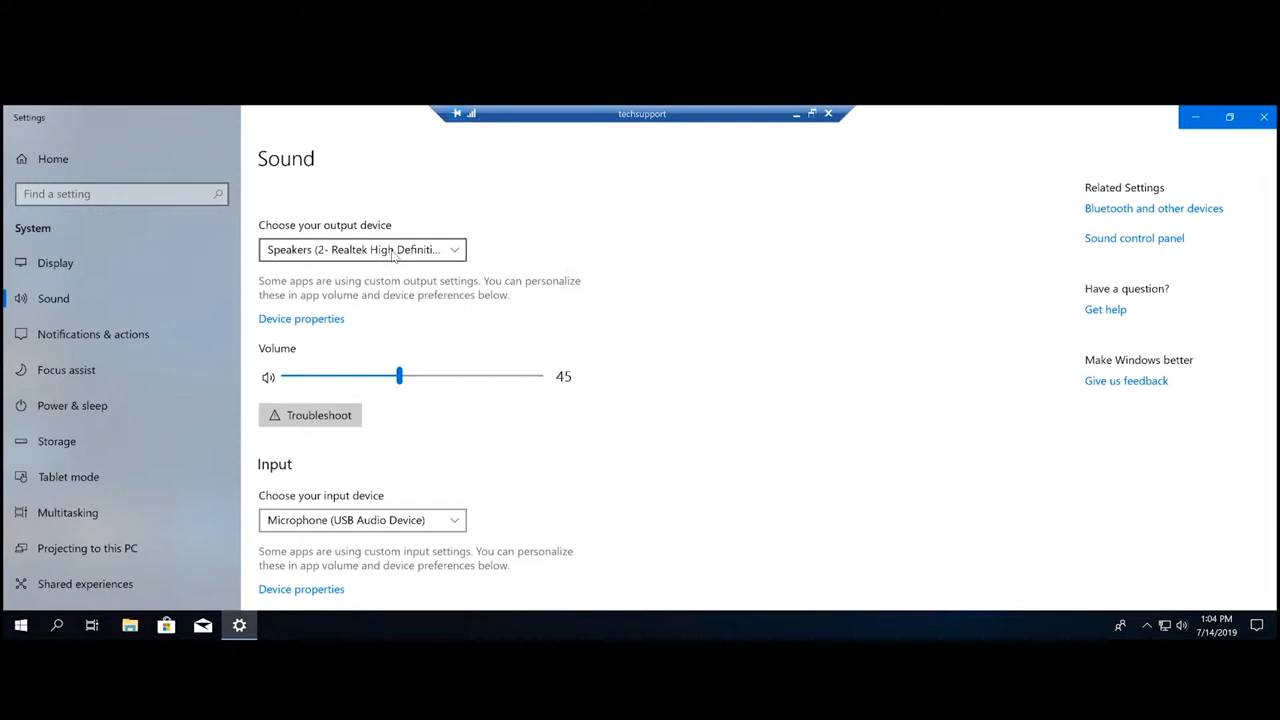 techsupport
Settings
Home
Find a setting
System
Display
Sound
Notifications & actions
Focus assist
Power & sleep
Storage
Tablet mode
Multitasking
Projecting to this PC
Shared experiences
Sound
Choose your output device
Speakers (2- Realtek High Definiti...
Some apps are using custom output settings. You can personalize
these in app volume and device preferences below.
Device properties
Volume
45
Troubleshoot
Input
Choose your input device
Microphone (USB Audio Device)
Some apps are using custom input settings. You can personalize
these in app volume and device preferences below.
Device properties
Related Settings
Bluetooth and other devices
Sound control panel
Have a question?
Get help
Make Windows better
Give us feedback
1:04 PM
7/14/2019